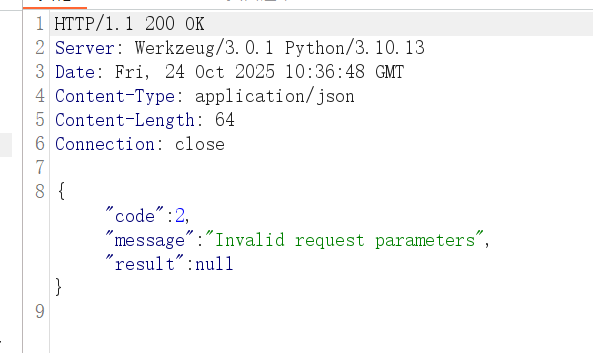 1 HTTP/1.1 200 OK
2 Server: Werkzeug/3.0.1 Python/3.10.13
3 Date: Fri, 24 Oct 2025 10:36:48 GMT
4 Content-Type: application/json
5 Content-Length: 64
6 Connection: close
7
8 {
"code":2,
"message":"Invalid request parameters",
"result":null
}
9